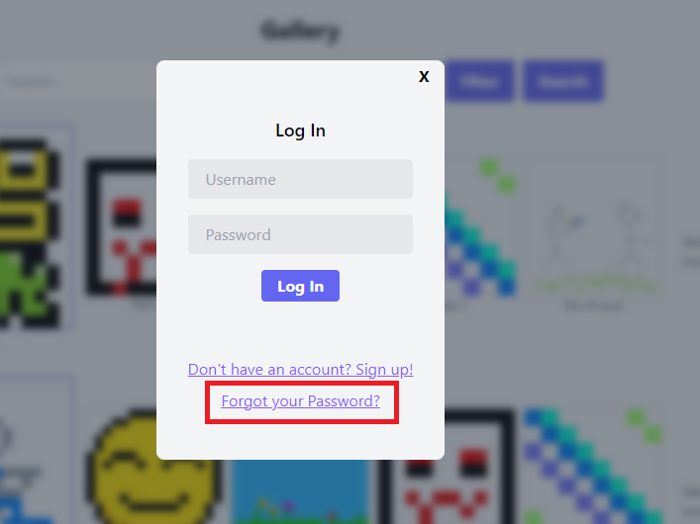 Gallery
Search...
Filter
Search
X
Log In
Username
Password
Log In
Don't have an account? Sign up!
Forgot your Password?